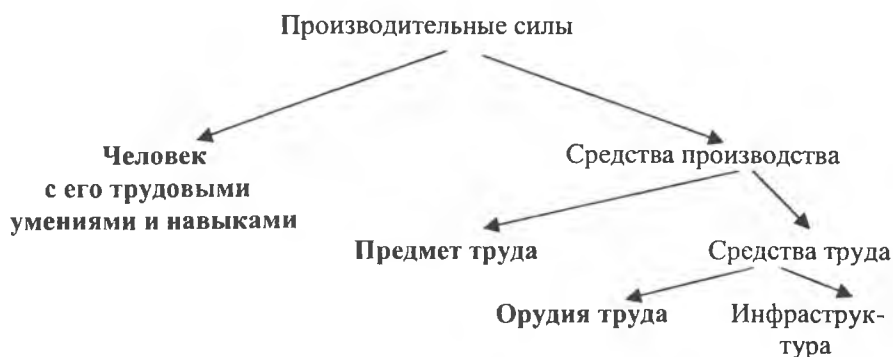 Производительные силы
Человек
с его трудовыми
умениями и навыками
Средства производства
Предмет труда
Средства труда
Орудия труда
Инфраструк-
тура